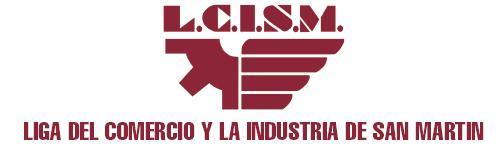 L.C.I.S.M.
LIGA DEL COMERCIO Y LA INDUSTRIA DE SAN MARTIN